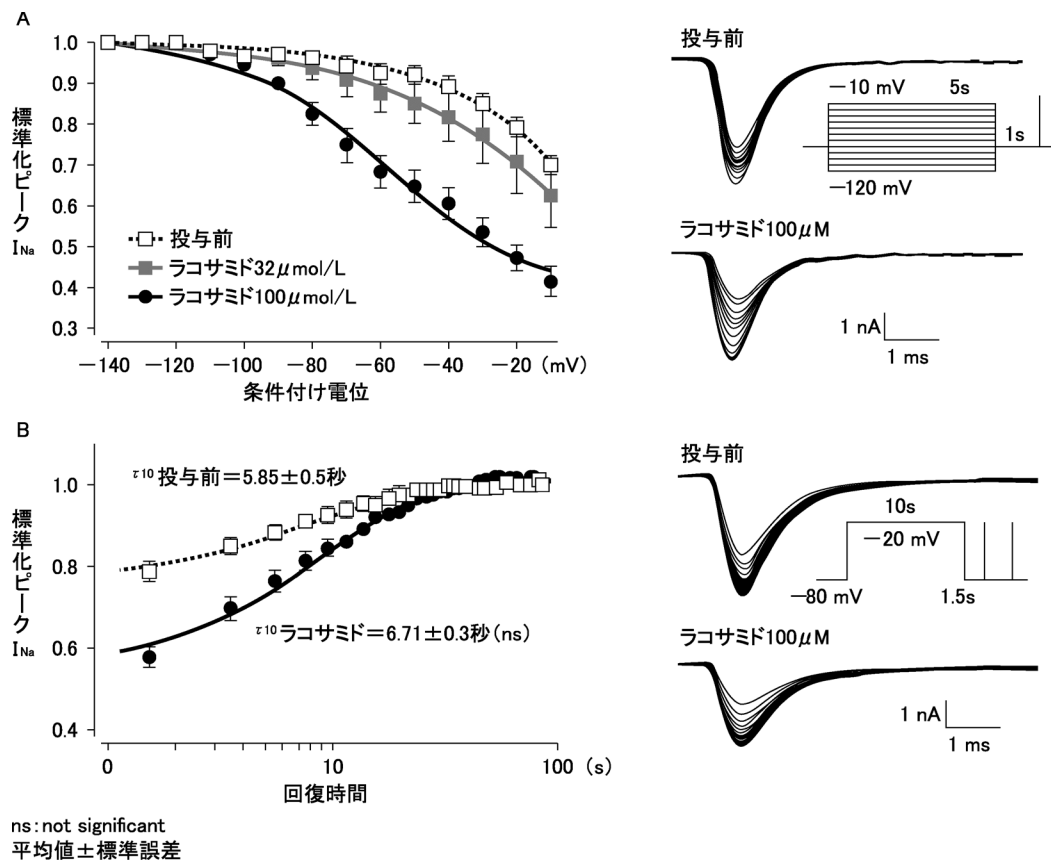 A
1.0
0.9
0.8
0.7
0.6
0.5
0.4
0.3
標準化ピーク INa
投与前
ラコサミド32μmol/L
ラコサミド100μmol/L
−140 −120 −100 −80 −60 −40 −20 (mV)
条件付け電位
投与前
−10 mV 5s
1s
−120 mV
ラコサミド100μM
1 nA
1 ms
B
1.0
0.8
0.6
0.4
標準化ピーク INa
τ10投与前=5.85±0.5秒
τ10ラコサミド=6.71±0.3秒(ns)
0 10 100 (s)
回復時間
投与前
10s
−20 mV
−80 mV 1.5s
ラコサミド100μM
1 nA
1 ms
ns:not significant
平均値±標準誤差